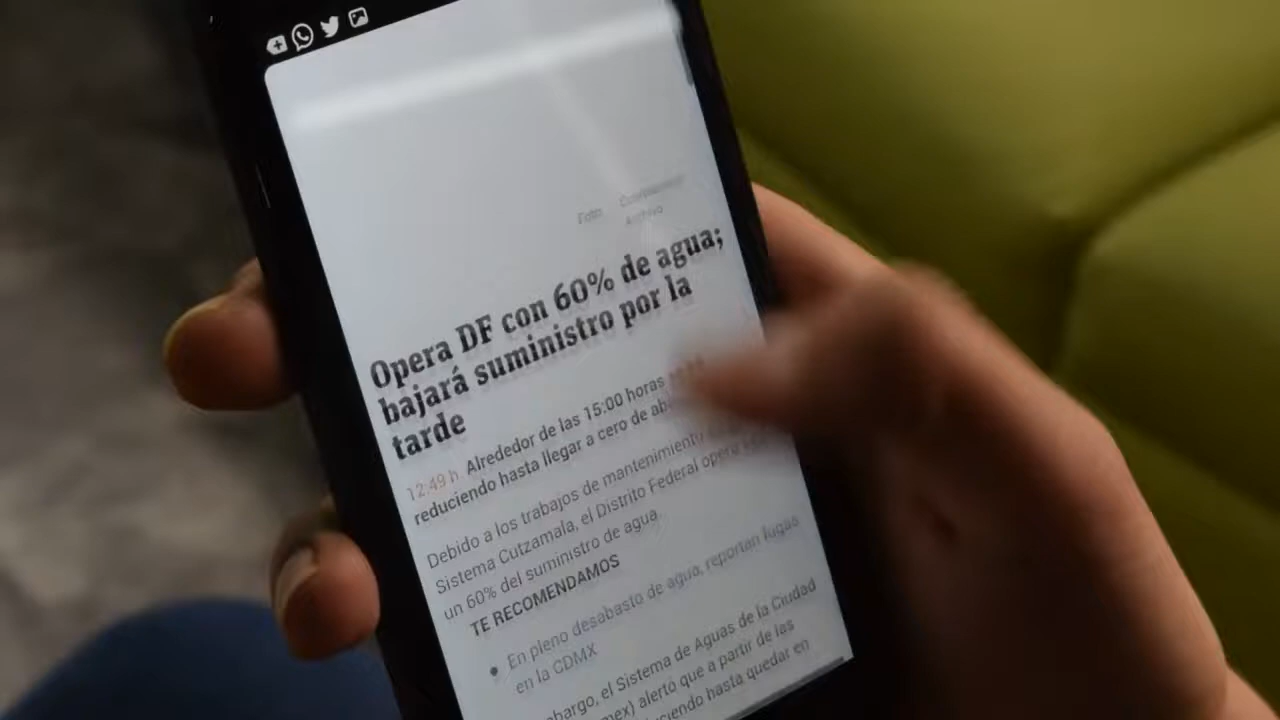 Foto:
Archivo
Opera DF con 60% de agua;
bajará suministro por la
tarde
12:49 h Alrededor de las 15:00 horas
reduciendo hasta llegar a cero de
Debido a los trabajos de mantenimiento
Sistema Cutzamala, el Distrito Federal opera
un 60% del suministro de agua.
TE RECOMENDAMOS
• En pleno desabasto de agua, reportan fugas
en la CDMX
el Sistema de Aguas de la Ciudad
alertó que a partir de las
hasta quedar en